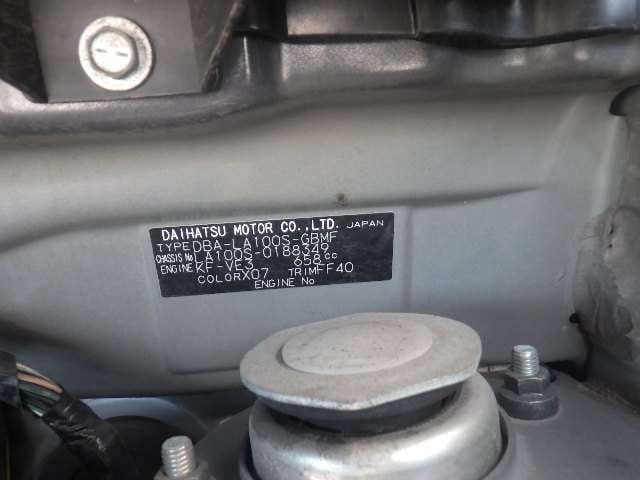 DAIHATSU MOTOR CO.,LTD. JAPAN
TYPE DBA-LA100S-GBMF
CHASSIS No LA100S-0188349
ENGINE KF-VE3 658cc
COLOR X07 TRIM FF40
ENGINE No